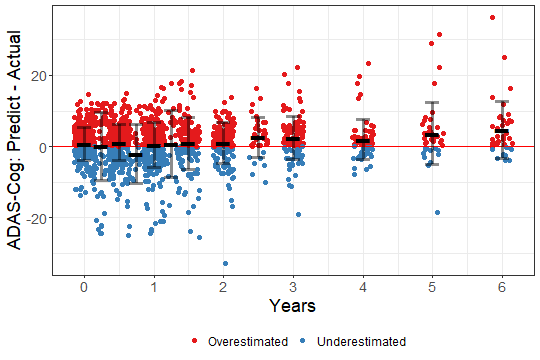 ADAS-Cog: Predict - Actual
20
0
-20
0 1 2 3 4 5 6
Years
Overestimated Underestimated